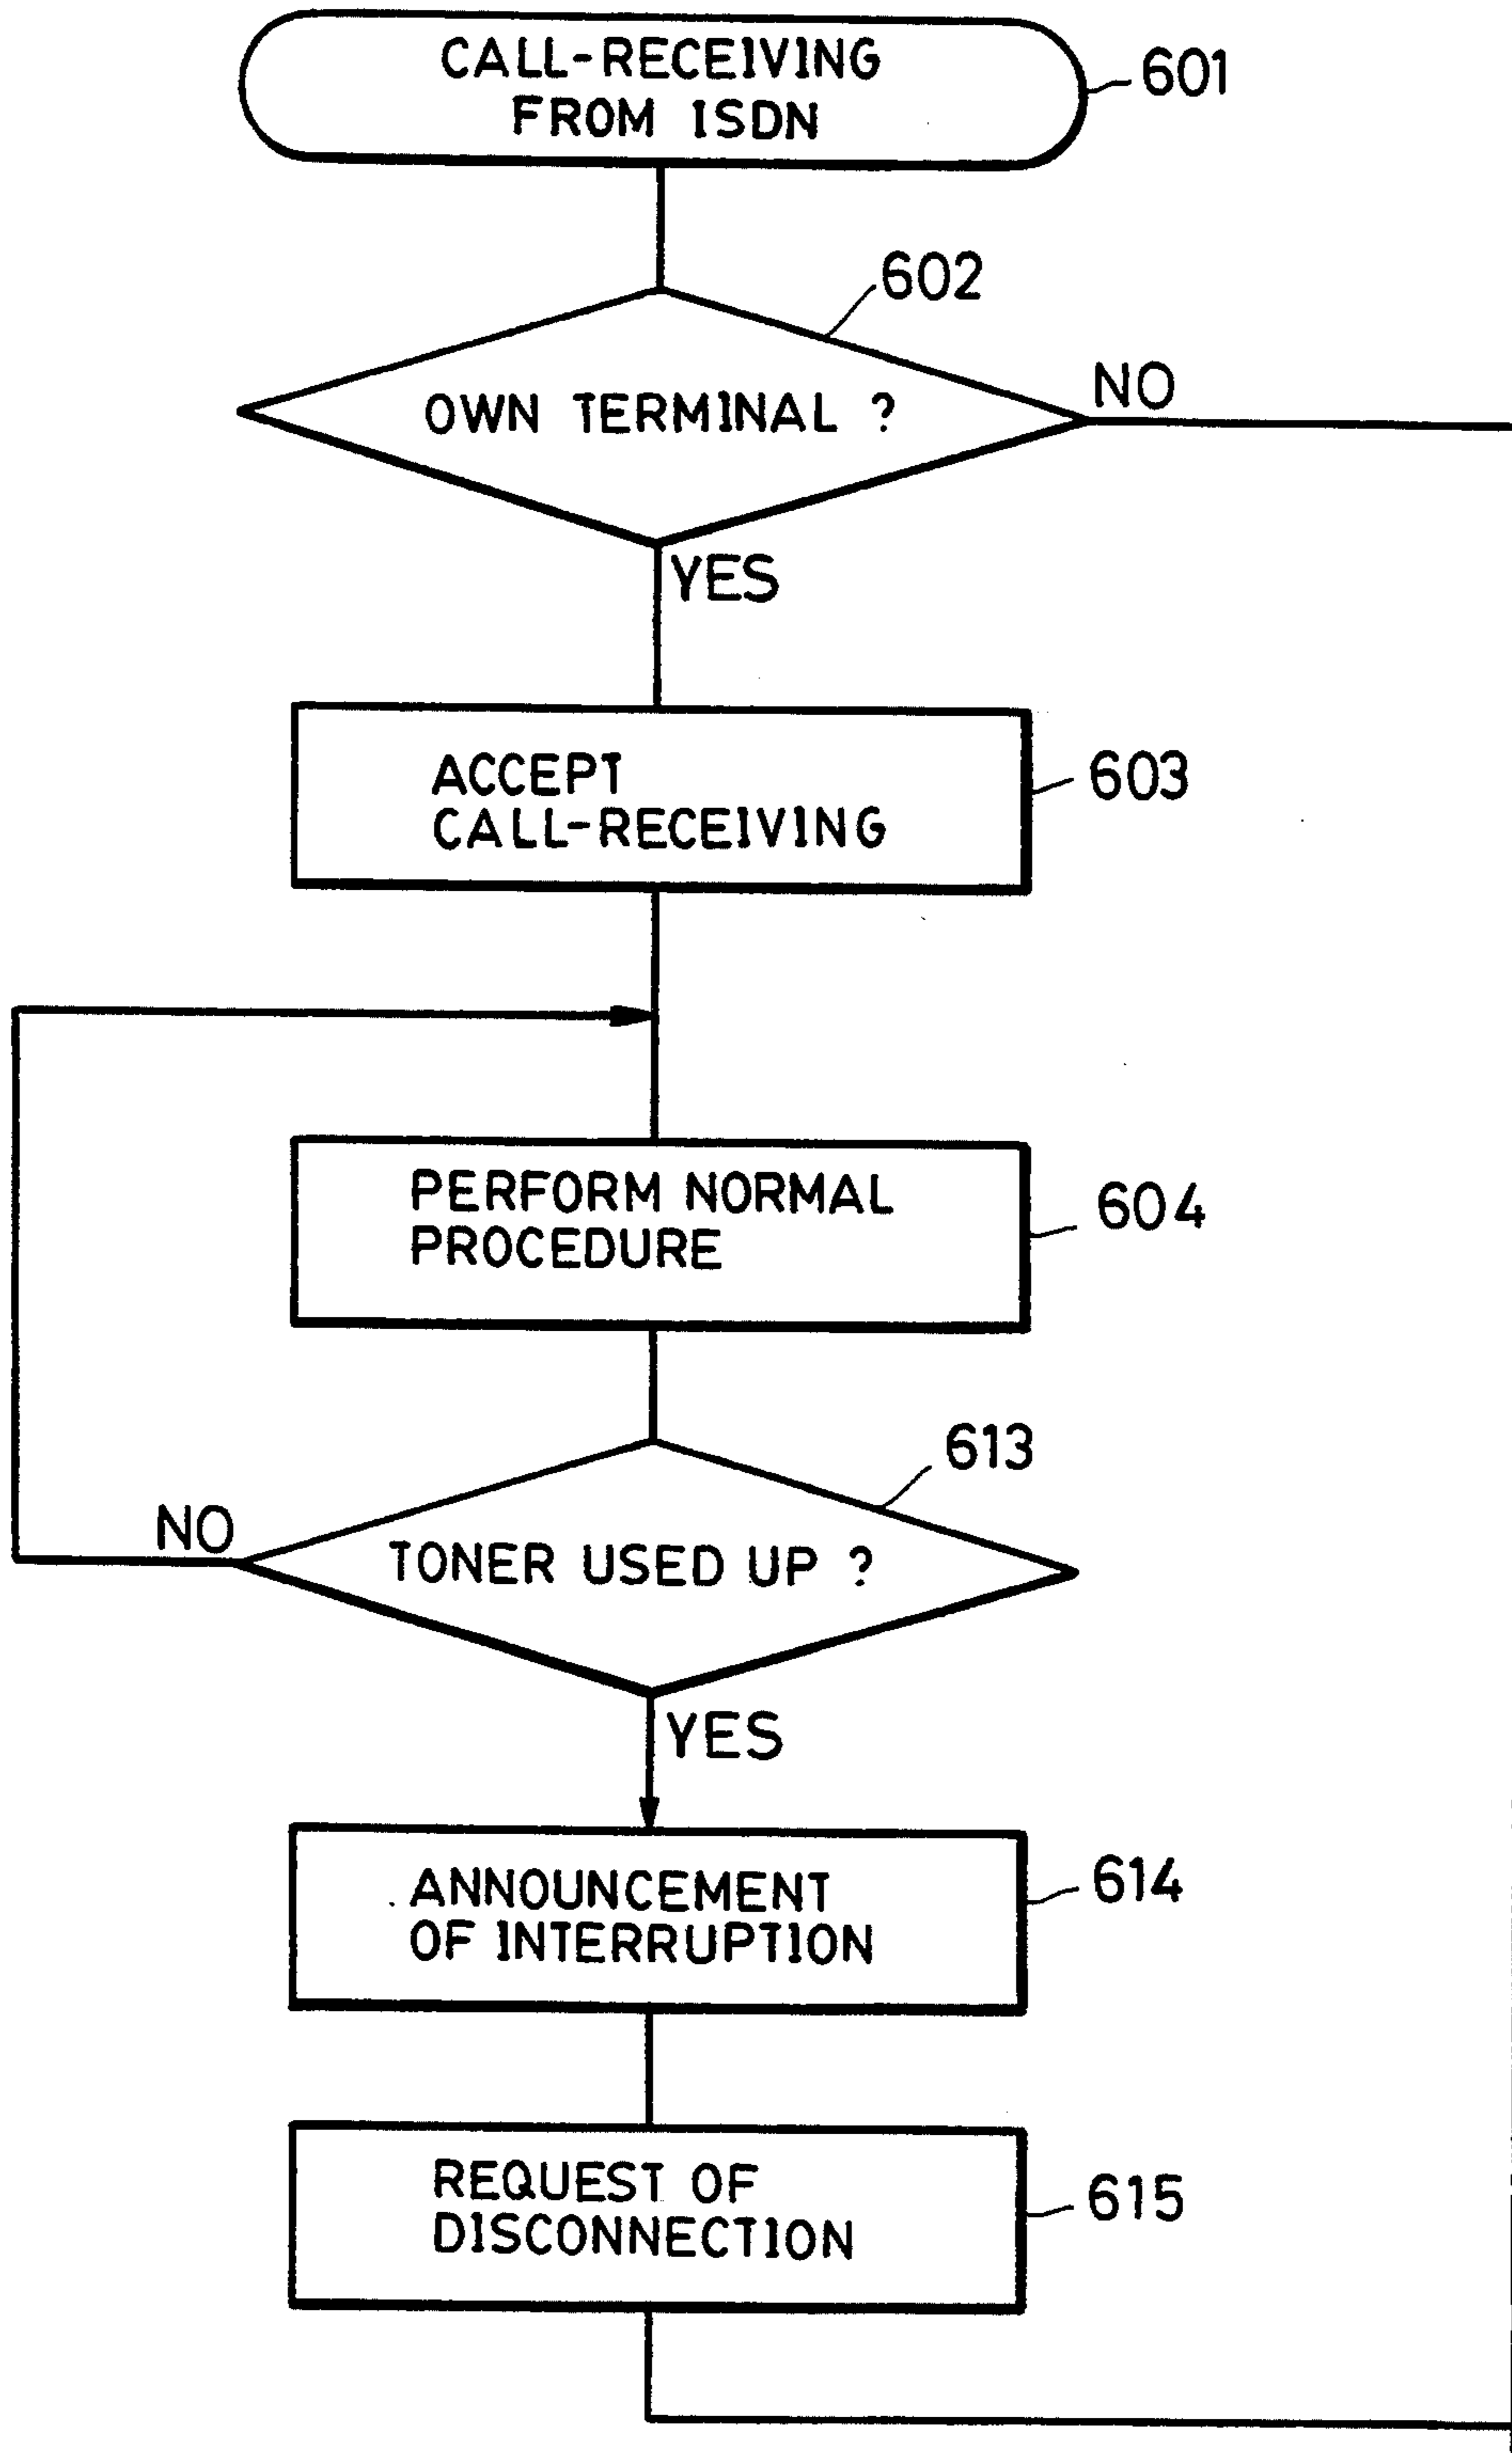 CALL-RECEIVING
FROM ISDN
601
602
OWN TERMINAL ?
NO
YES
ACCEPT
CALL-RECEIVING
603
PERFORM NORMAL
PROCEDURE
604
613
NO
TONER USED UP ?
YES
ANNOUNCEMENT
OF INTERRUPTION
614
REQUEST OF
DISCONNECTION
615